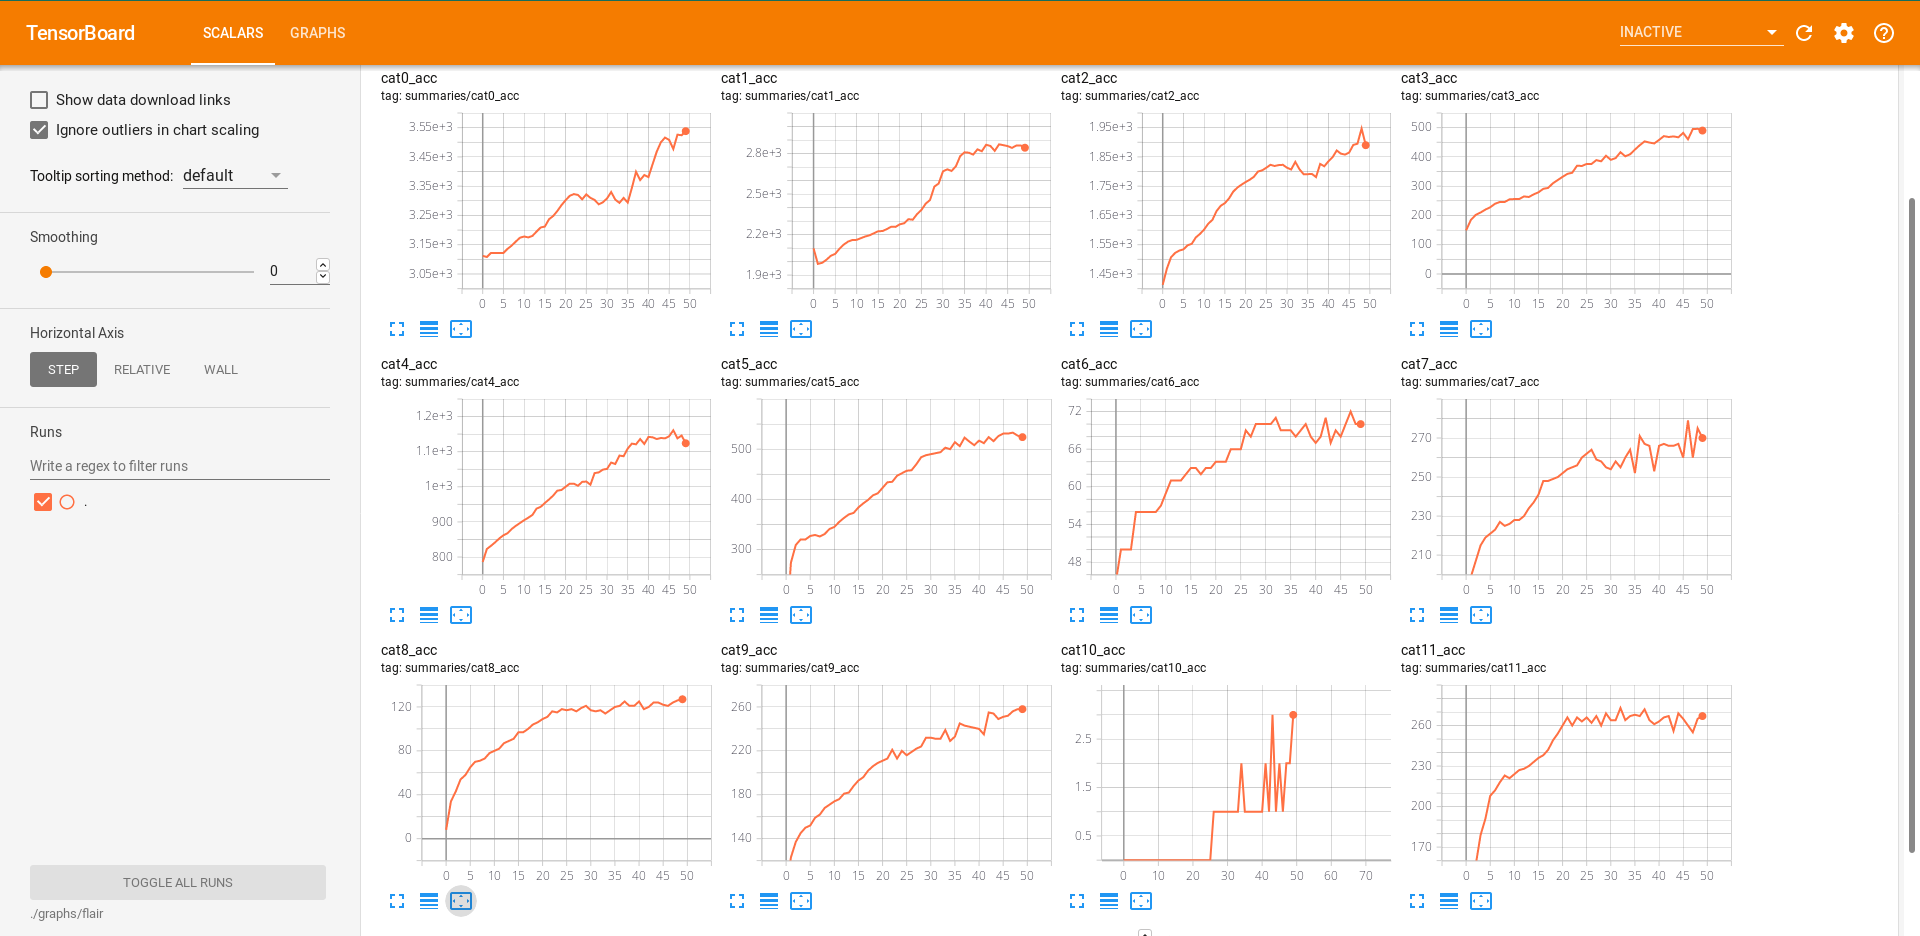 TensorBoard SCALARS GRAPHS INACTIVE
Show data download links
Ignore outliers in chart scaling
Tooltip sorting method: default
Smoothing
0
Horizontal Axis
STEP RELATIVE WALL
Runs
Write a regex to filter runs
.
TOGGLE ALL RUNS
./graphs/flair
cat0_acc
tag: summaries/cat0_acc
3.55e+3
3.45e+3
3.35e+3
3.25e+3
3.15e+3
3.05e+3
0 5 10 15 20 25 30 35 40 45 50
cat1_acc
tag: summaries/cat1_acc
2.8e+3
2.5e+3
2.2e+3
1.9e+3
0 5 10 15 20 25 30 35 40 45 50
cat2_acc
tag: summaries/cat2_acc
1.95e+3
1.85e+3
1.75e+3
1.65e+3
1.55e+3
1.45e+3
0 5 10 15 20 25 30 35 40 45 50
cat3_acc
tag: summaries/cat3_acc
500
400
300
200
100
0
0 5 10 15 20 25 30 35 40 45 50
cat4_acc
tag: summaries/cat4_acc
1.2e+3
1.1e+3
1e+3
900
800
0 5 10 15 20 25 30 35 40 45 50
cat5_acc
tag: summaries/cat5_acc
500
400
300
0 5 10 15 20 25 30 35 40 45 50
cat6_acc
tag: summaries/cat6_acc
72
66
60
54
48
0 5 10 15 20 25 30 35 40 45 50
cat7_acc
tag: summaries/cat7_acc
270
250
230
210
0 5 10 15 20 25 30 35 40 45 50
cat8_acc
tag: summaries/cat8_acc
120
80
40
0
0 5 10 15 20 25 30 35 40 45 50
cat9_acc
tag: summaries/cat9_acc
260
220
180
140
0 5 10 15 20 25 30 35 40 45 50
cat10_acc
tag: summaries/cat10_acc
2.5
1.5
0.5
0 10 20 30 40 50 60 70
cat11_acc
tag: summaries/cat11_acc
260
230
200
170
0 5 10 15 20 25 30 35 40 45 50